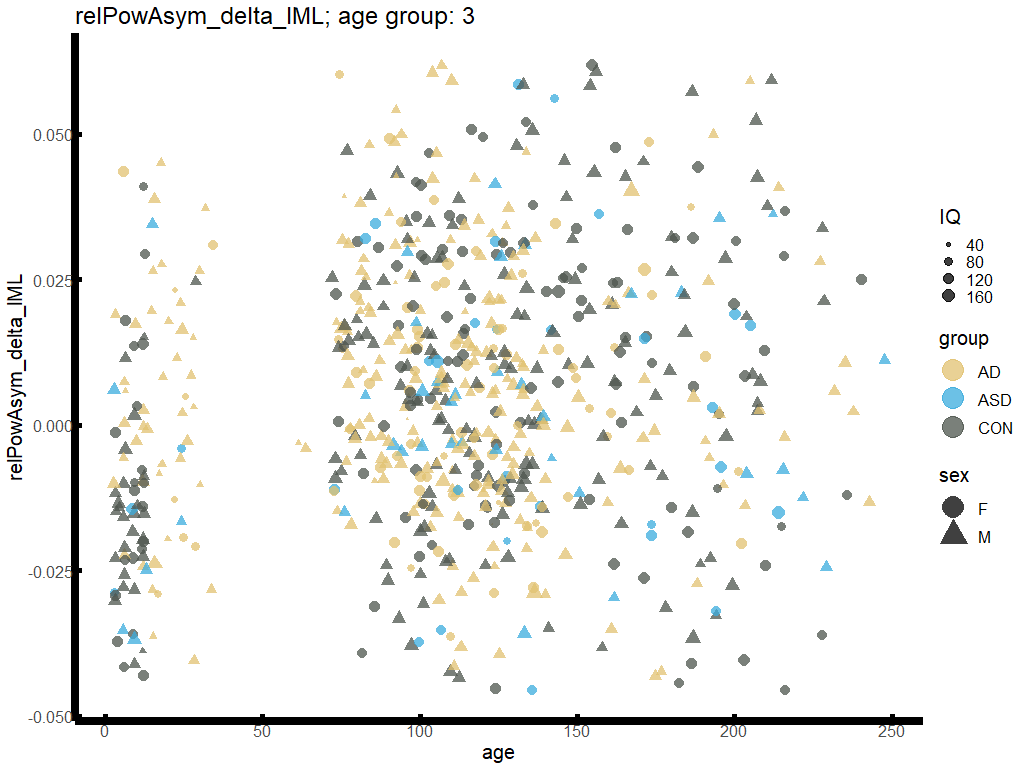 relPowAsym_delta_IML; age group: 3
relPowAsym_delta_IML
0.050
0.025
0.000
-0.025
-0.050
0
50
100
150
200
250
age
IQ
40
80
120
160
group
AD
ASD
CON
sex
F
M